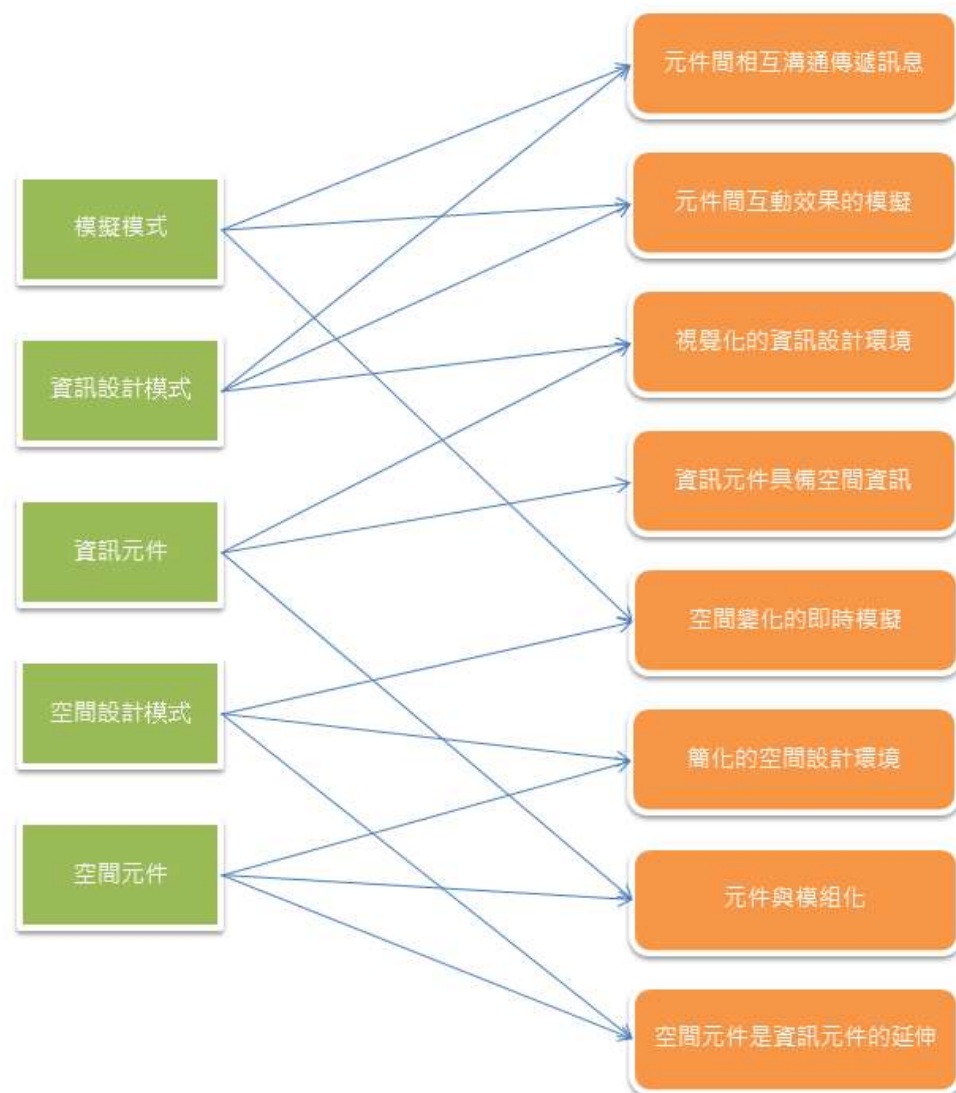 模擬模式
資訊設計模式
資訊元件
空間設計模式
空間元件
元件間相互溝通傳遞訊息
元件間互動效果的模擬
視覺化的資訊設計環境
資訊元件具備空間資訊
空間變化的即時模擬
簡化的空間設計環境
元件與模組化
空間元件是資訊元件的延伸